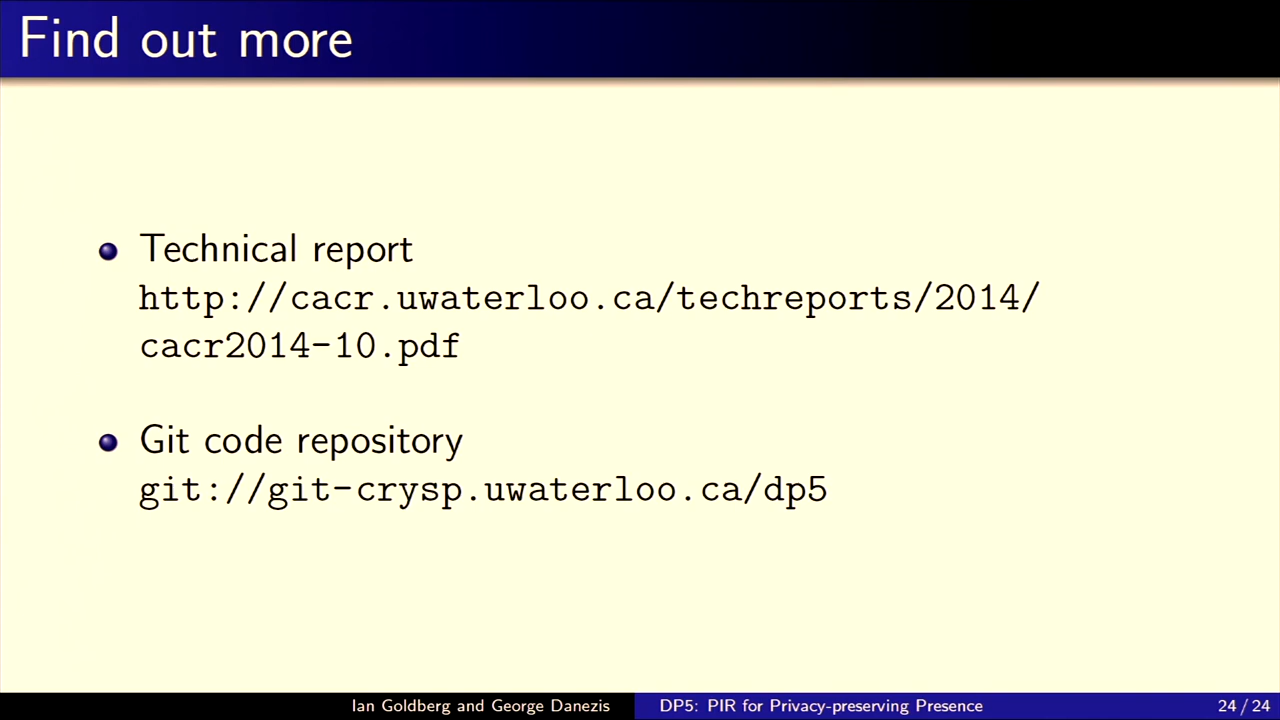 Find out more
Technical report
http://cacr.uwaterloo.ca/techreports/2014/
cacr2014-10.pdf
Git code repository
git://git-crysp.uwaterloo.ca/dp5
Ian Goldberg and George Danezis
DP5: PIR for Privacy-preserving Presence
24 / 24